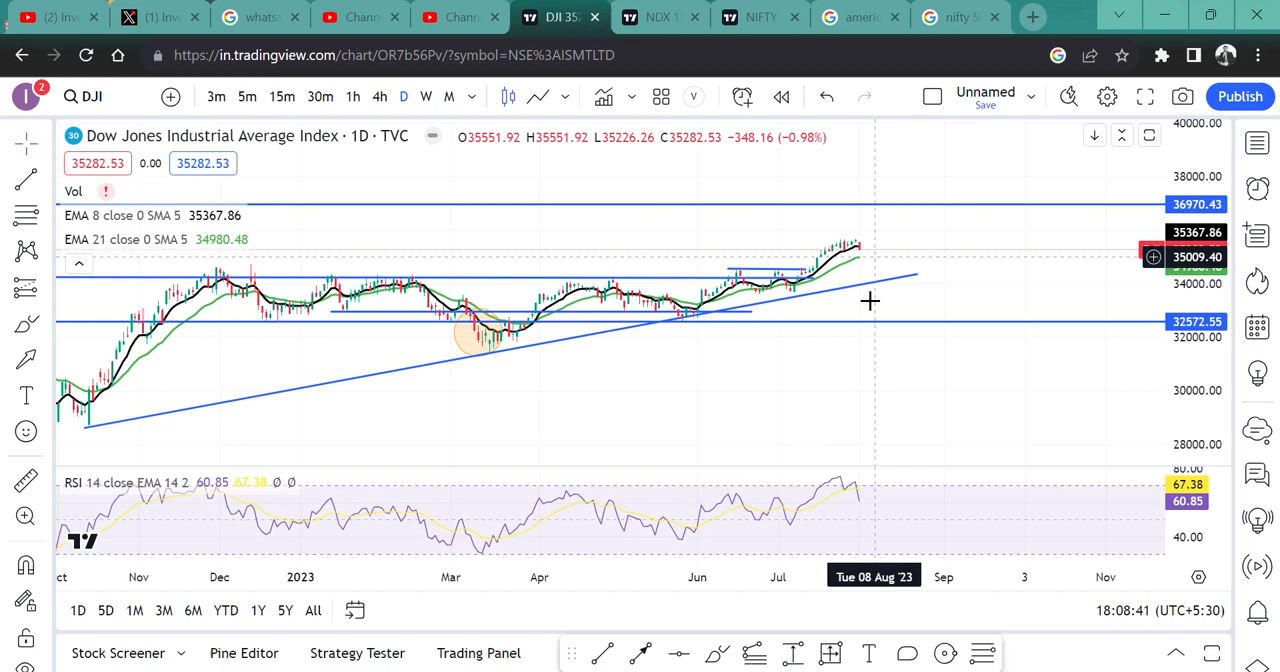 (2) Inv
(1) Inv
whats
Chann
Chann
DJI 352
NDX 1
NIFTY
americ
nifty 5
https://in.tradingview.com/chart/OR7b56Pv/?symbol=NSE%3AISMTLTD
I 2 DJI 3m 5m 15m 30m 1h 4h D W M V Unnamed Save Publish
30 Dow Jones Industrial Average Index · 1D · TVC O35551.92 H35551.92 L35226.26 C35282.53 −348.16 (−0.98%)
35282.53 0.00 35282.53
Vol !
EMA 8 close 0 SMA 5 35367.86
EMA 21 close 0 SMA 5 34980.48
40000.00
38000.00
36970.43
35367.86
35009.40
34000.00
32572.55
32000.00
30000.00
28000.00
RSI 14 close EMA 14 2 60.85 67.38 Ø Ø
80.00
67.38
60.85
40.00
ct Nov Dec 2023 Mar Apr Jun Jul Tue 08 Aug '23 Sep 3 Nov
1D 5D 1M 3M 6M YTD 1Y 5Y All 18:08:41 (UTC+5:30)
Stock Screener Pine Editor Strategy Tester Trading Panel